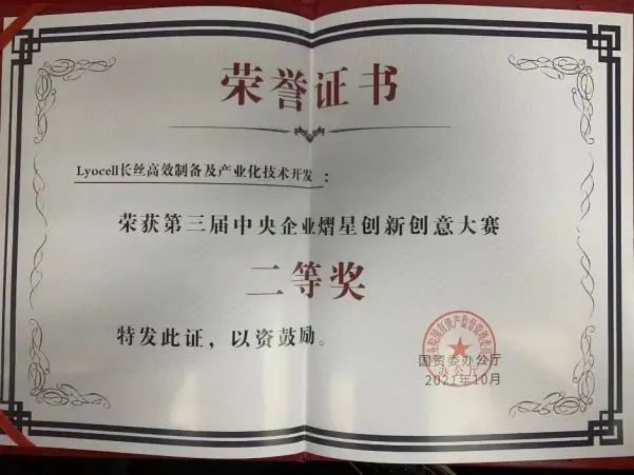 荣誉证书
Lyocell长丝高效制备及产业化技术开发：
荣获第三届中央企业熠星创新创意大赛
二等奖
特发此证，以资鼓励。
国资委办公厅
2021年10月